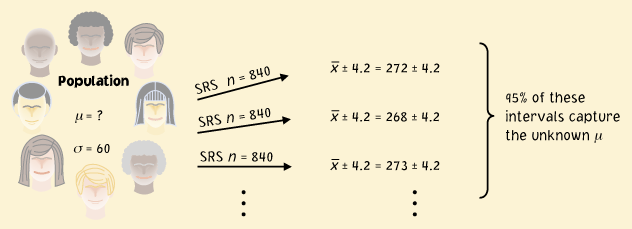 Population
μ = ?
σ = 60
SRS n = 840
SRS n = 840
SRS n = 840
x̅ ± 4.2 = 272 ± 4.2
x̅ ± 4.2 = 268 ± 4.2
x̅ ± 4.2 = 273 ± 4.2
95% of these
intervals capture
the unknown μ